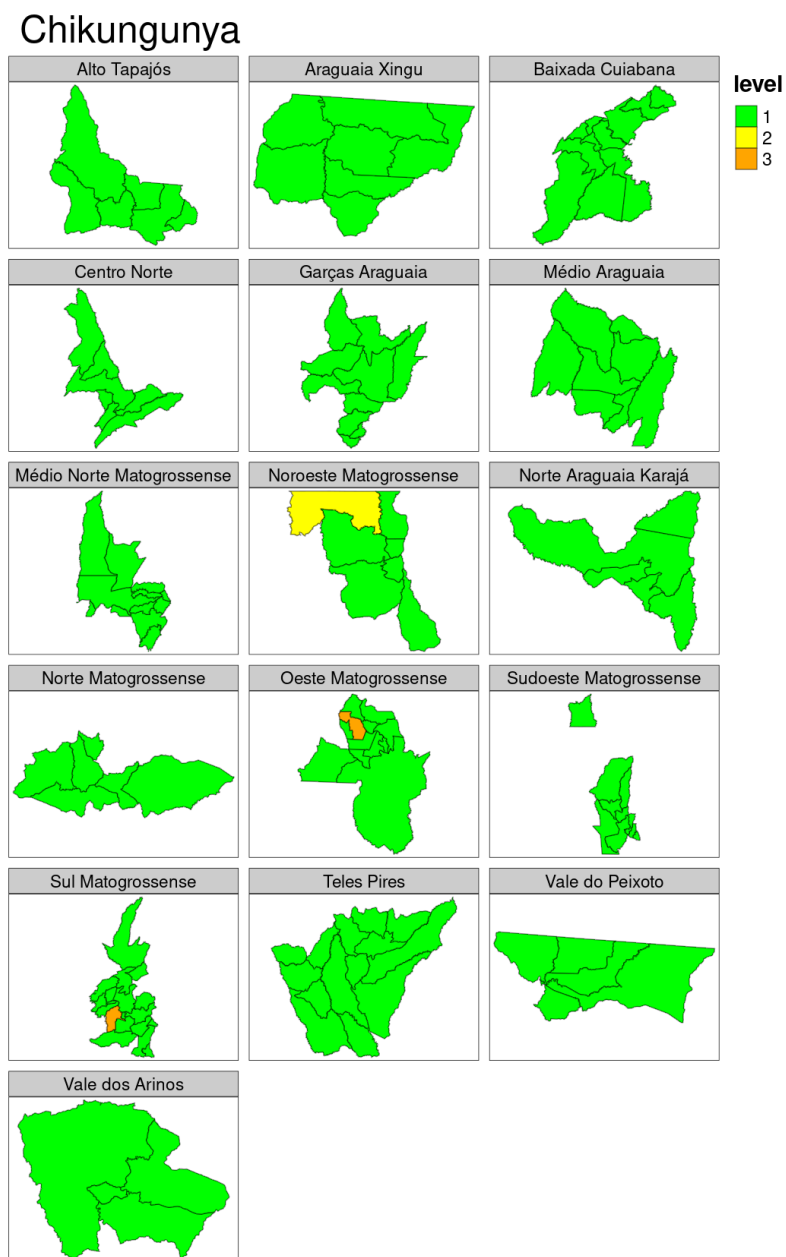 Chikungunya
Alto Tapajós
Araguaia Xingu
Baixada Cuiabana
level
1
2
3
Centro Norte
Garças Araguaia
Médio Araguaia
Médio Norte Matogrossense
Noroeste Matogrossense
Norte Araguaia Karajá
Norte Matogrossense
Oeste Matogrossense
Sudoeste Matogrossense
Sul Matogrossense
Teles Pires
Vale do Peixoto
Vale dos Arinos